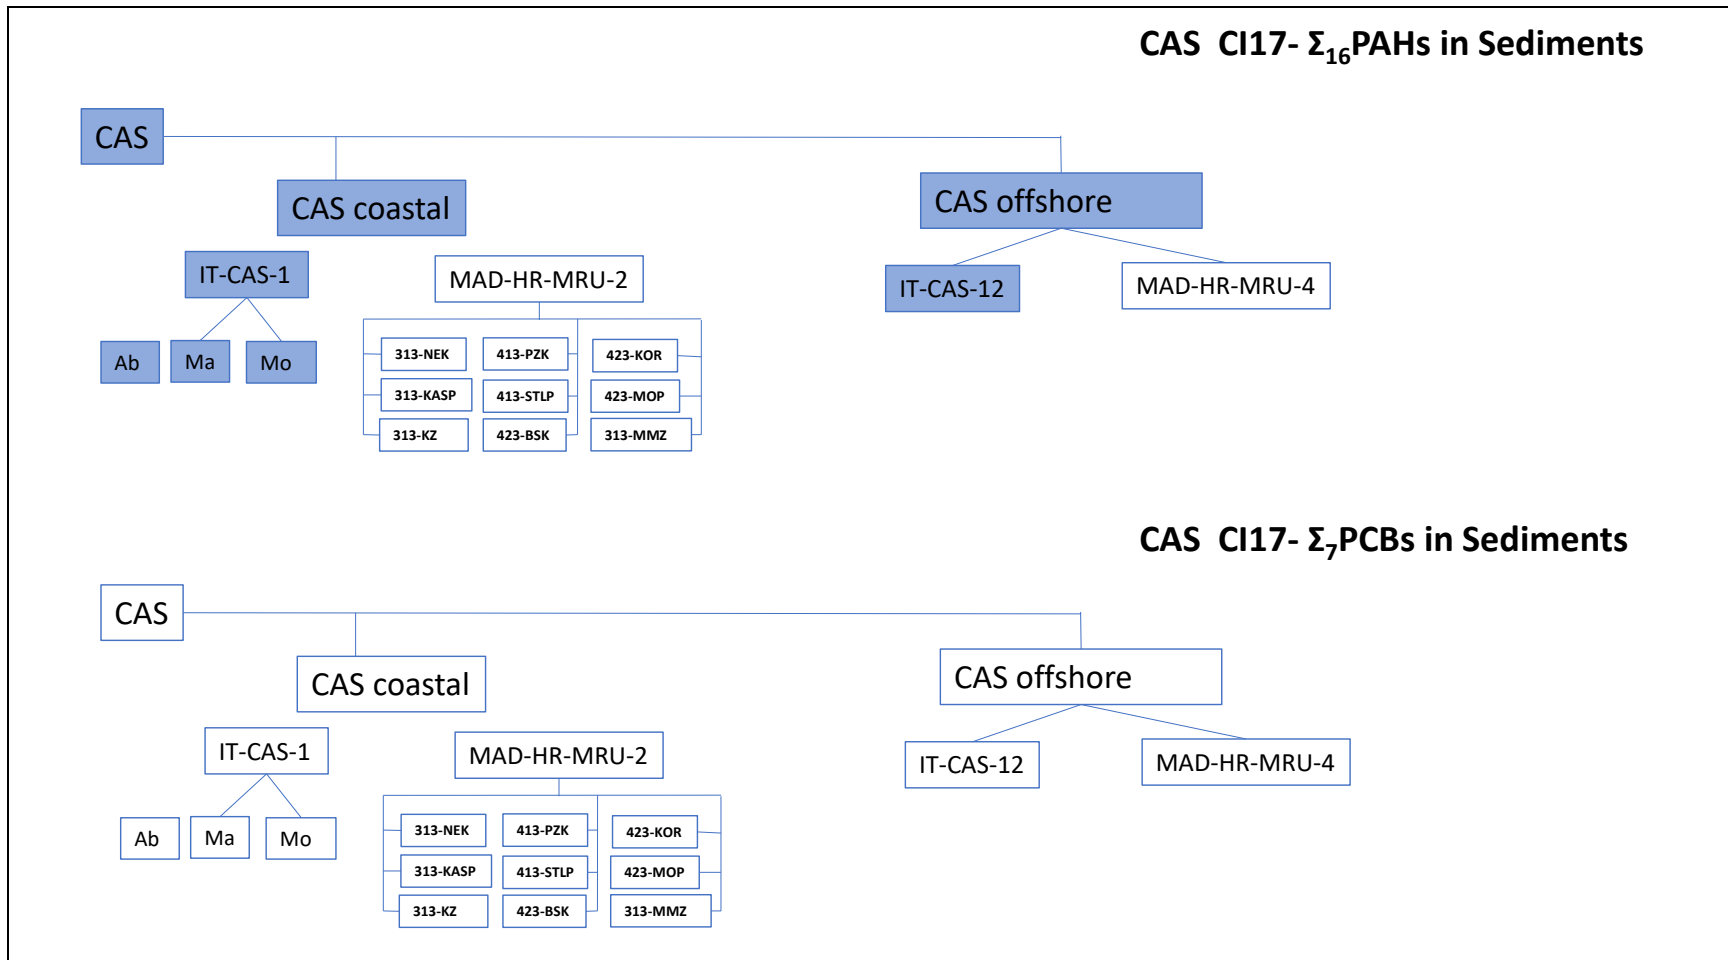 CAS CI17- Σ16PAHs in Sediments
CAS
CAS coastal
CAS offshore
IT-CAS-1
MAD-HR-MRU-2
IT-CAS-12
MAD-HR-MRU-4
Ab
Ma
Mo
313-NEK
413-PZK
423-KOR
313-KASP
413-STLP
423-MOP
313-KZ
423-BSK
313-MMZ
CAS CI17- Σ7PCBs in Sediments
CAS
CAS coastal
CAS offshore
IT-CAS-1
MAD-HR-MRU-2
IT-CAS-12
MAD-HR-MRU-4
Ab
Ma
Mo
313-NEK
413-PZK
423-KOR
313-KASP
413-STLP
423-MOP
313-KZ
423-BSK
313-MMZ